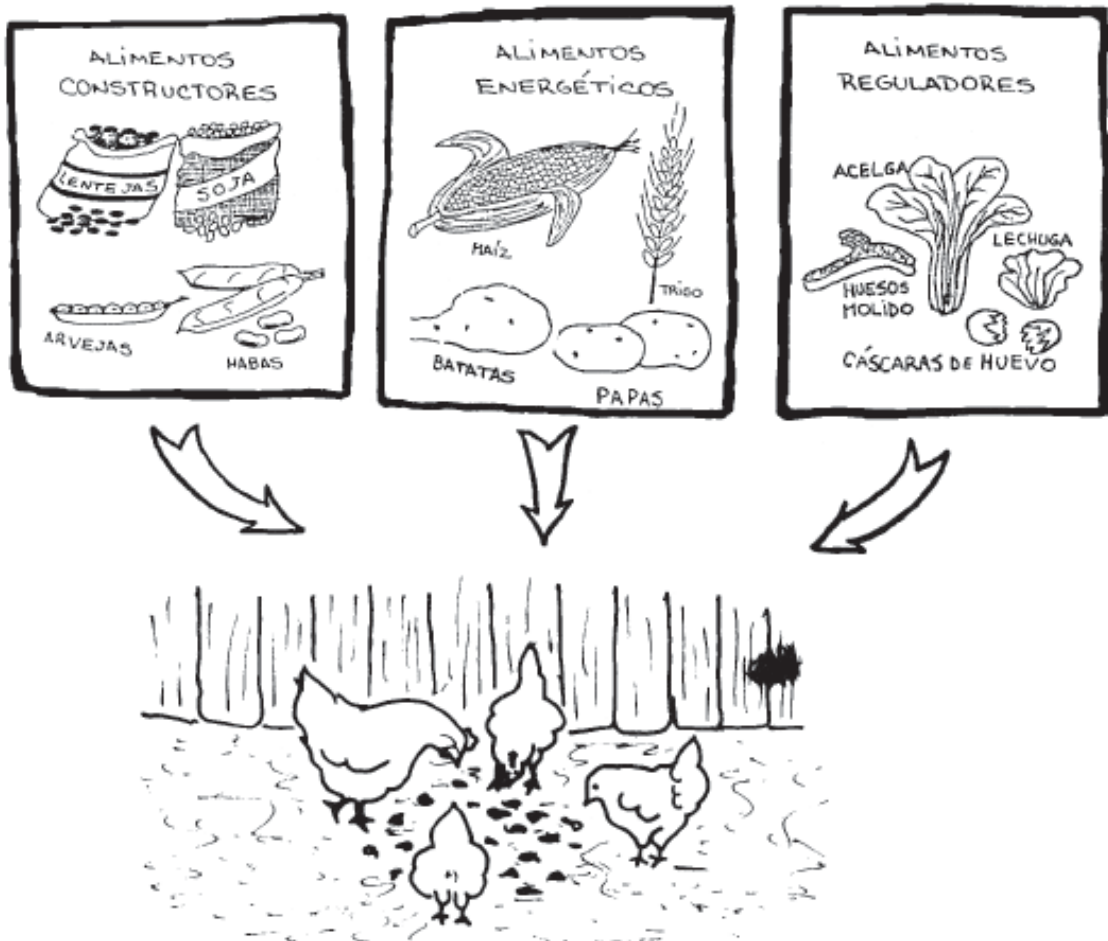 ALIMENTOS
CONSTRUCTORES
LENTEJAS
SOJA
ARVEJAS
HABAS
ALIMENTOS
ENERGÉTICOS
MAÍZ
TRIGO
BATATAS
PAPAS
ALIMENTOS
REGULADORES
ACELGA
LECHUGA
HUESOS
MOLIDO
CÁSCARAS DE HUEVO